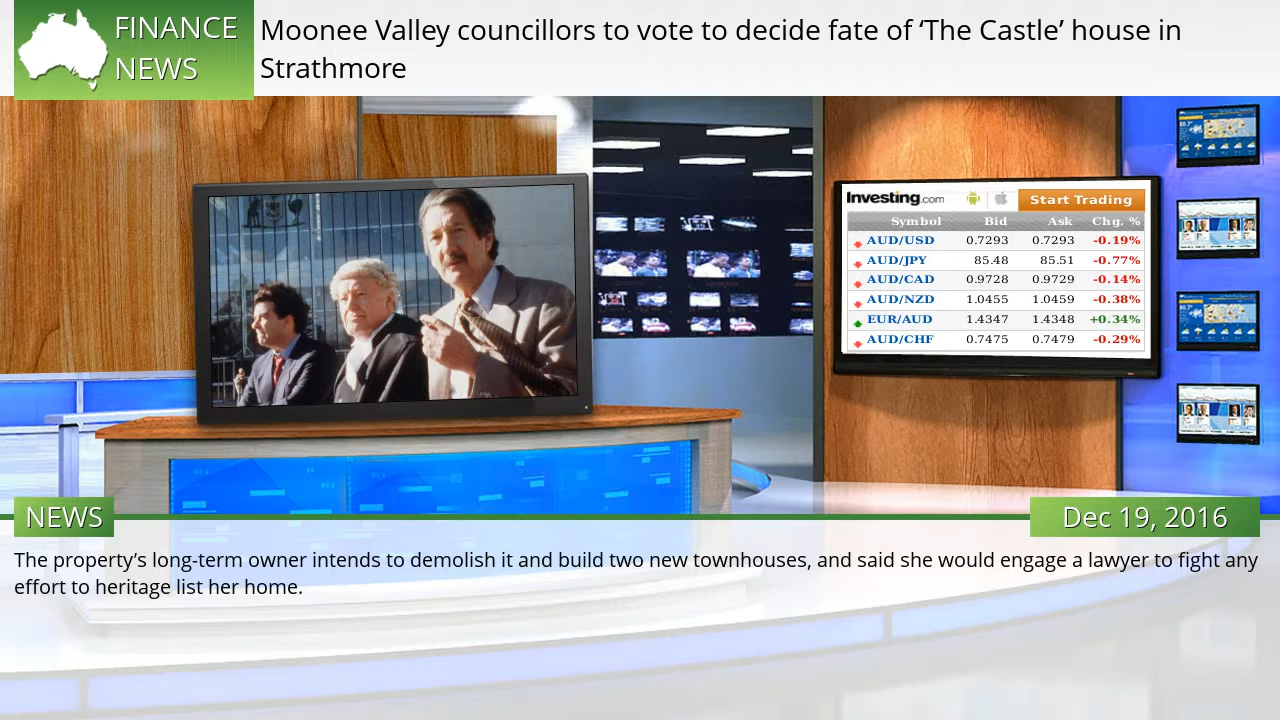 FINANCE
NEWS
Moonee Valley councillors to vote to decide fate of ‘The Castle’ house in
Strathmore
Investing.com
Start Trading
Symbol Bid Ask Chg. %
AUD/USD 0.7293 0.7293 -0.19%
AUD/JPY 85.48 85.51 -0.77%
AUD/CAD 0.9728 0.9729 -0.14%
AUD/NZD 1.0455 1.0459 -0.38%
EUR/AUD 1.4347 1.4348 +0.34%
AUD/CHF 0.7475 0.7479 -0.29%
NEWS
Dec 19, 2016
The property’s long-term owner intends to demolish it and build two new townhouses, and said she would engage a lawyer to fight any
effort to heritage list her home.